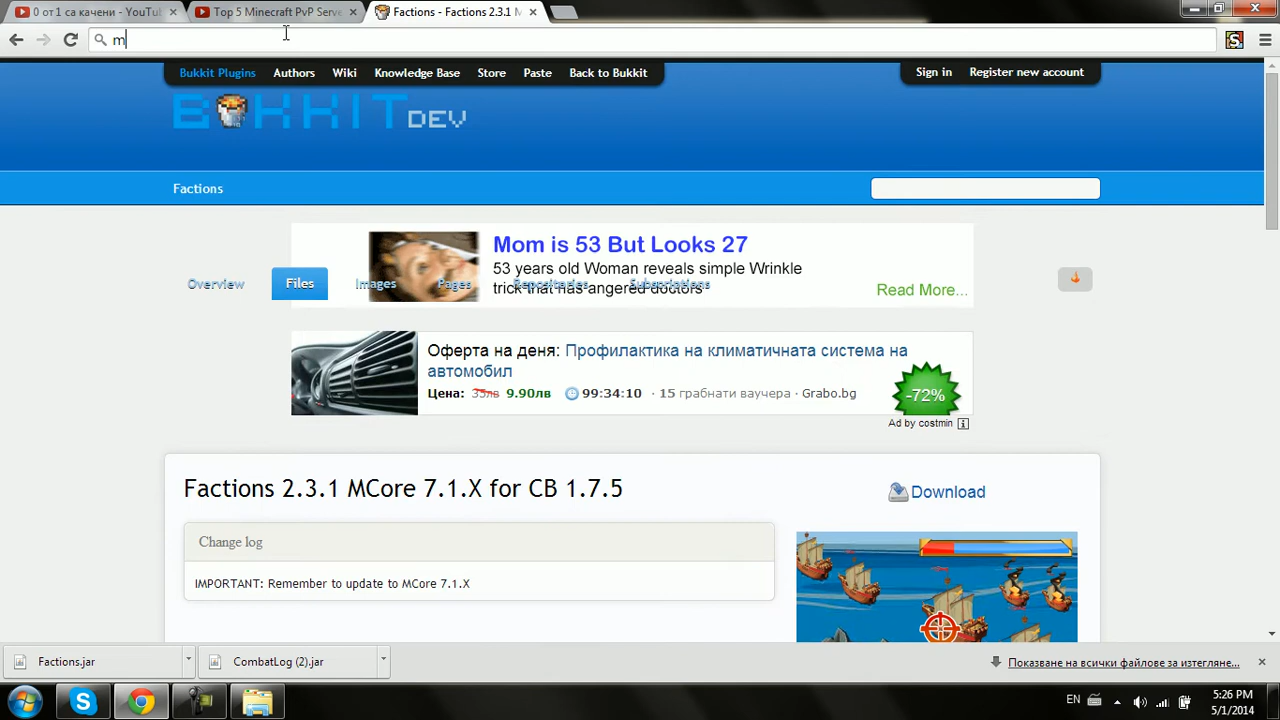 0 от 1 са качени - YouTu
Top 5 Minecraft PvP Serve
Factions - Factions 2.3.1 M
m
Bukkit Plugins Authors Wiki Knowledge Base Store Paste Back to Bukkit
Sign in Register new account
BUKKIT DEV
Factions
Mom is 53 But Looks 27
53 years old Woman reveals simple Wrinkle
trick that has angered doctors
Read More...
Overview Files Images Pages Repositories Subscriptions
Оферта на деня: Профилактика на климатичната система на
автомобил
Цена: 35лв 9.90лв 99:34:10 · 15 грабнати ваучера · Grabo.bg
-72%
Ad by costmin
Factions 2.3.1 MCore 7.1.X for CB 1.7.5
Download
Change log
IMPORTANT: Remember to update to MCore 7.1.X
Factions.jar
CombatLog (2).jar
Показване на всички файлове за изтегляне...
EN
5:26 PM
5/1/2014